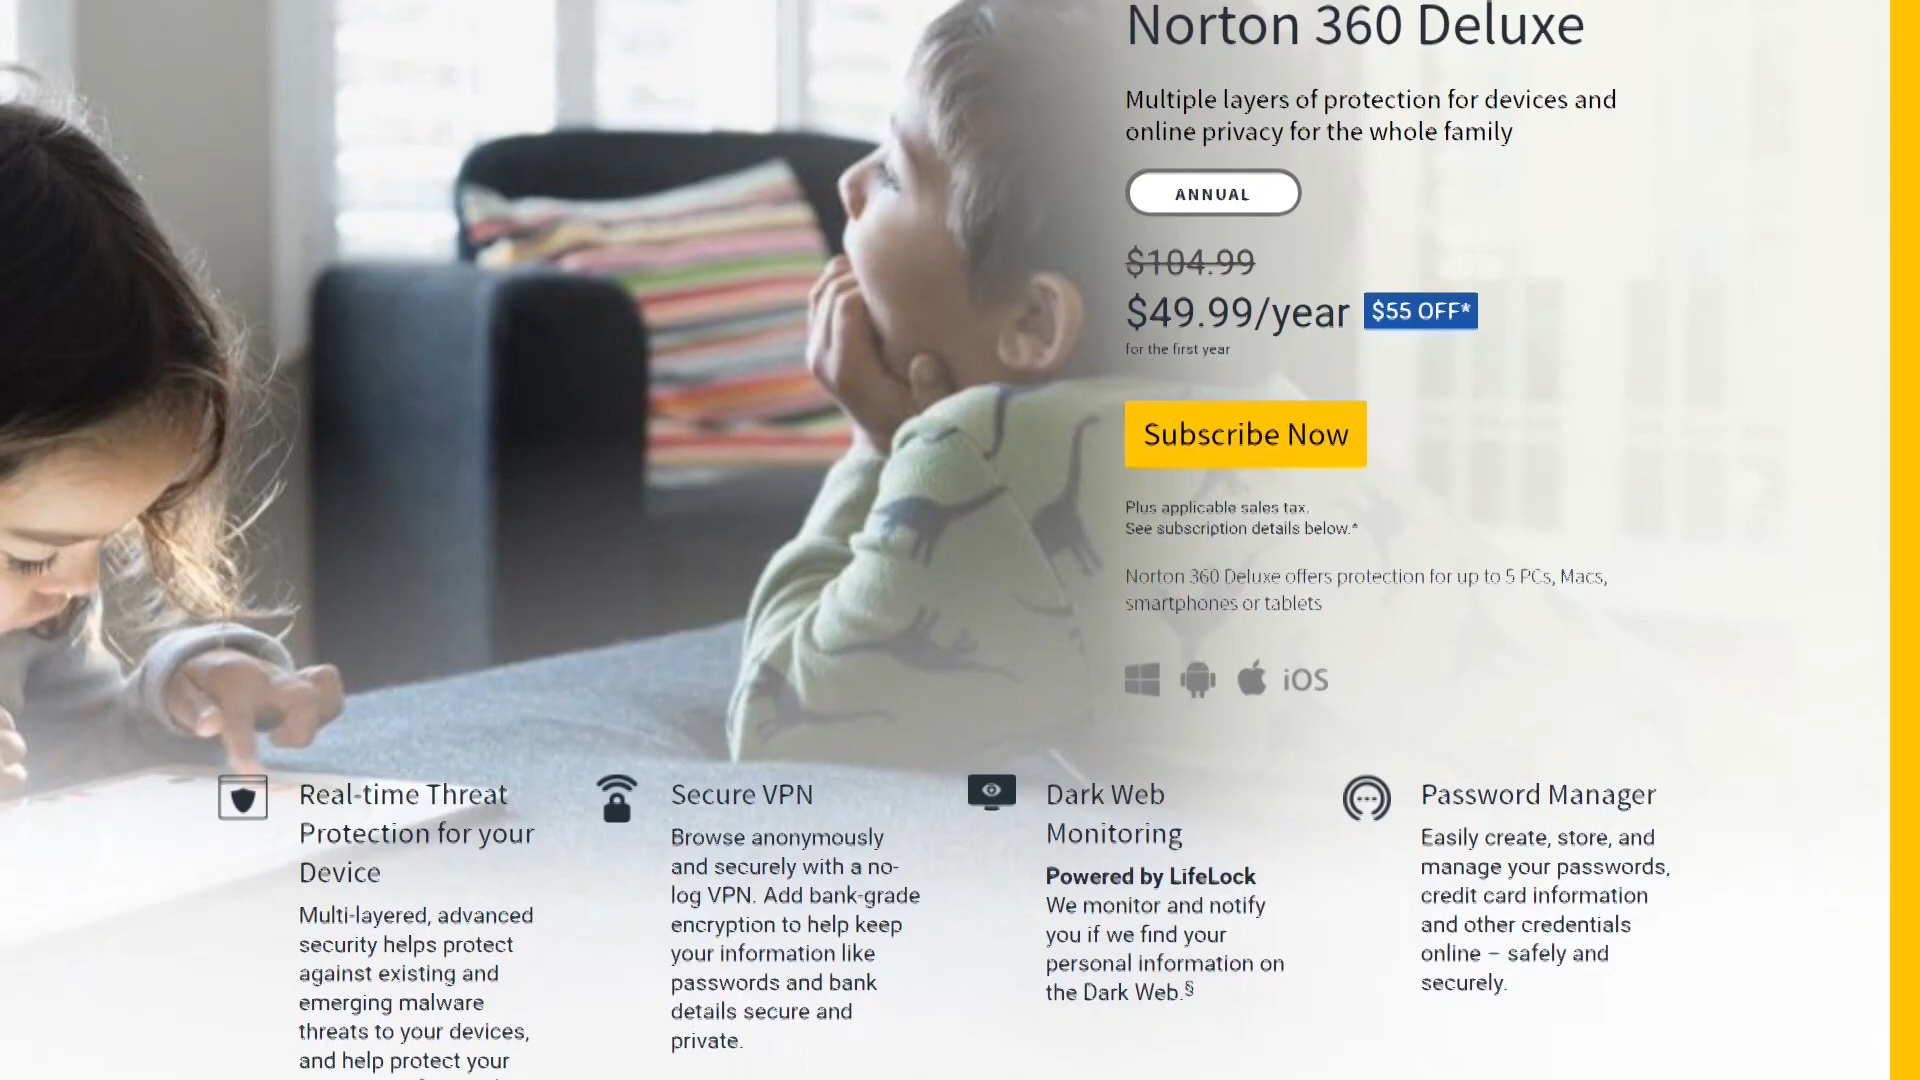 Norton 360 Deluxe
Multiple layers of protection for devices and
online privacy for the whole family
ANNUAL
$104.99
$49.99/year $55 OFF*
for the first year
Subscribe Now
Plus applicable sales tax.
See subscription details below.*
Norton 360 Deluxe offers protection for up to 5 PCs, Macs,
smartphones or tablets
iOS
Real-time Threat
Protection for your
Device
Multi-layered, advanced
security helps protect
against existing and
emerging malware
threats to your devices,
and help protect your
Secure VPN
Browse anonymously
and securely with a no-
log VPN. Add bank-grade
encryption to help keep
your information like
passwords and bank
details secure and
private.
Dark Web
Monitoring
Powered by LifeLock
We monitor and notify
you if we find your
personal information on
the Dark Web.§
Password Manager
Easily create, store, and
manage your passwords,
credit card information
and other credentials
online – safely and
securely.